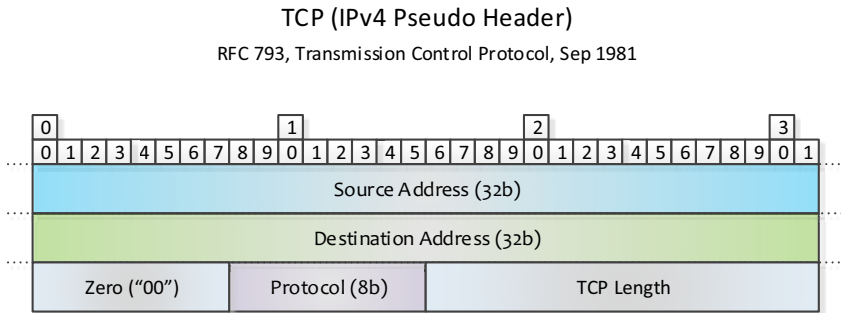 TCP (IPv4 Pseudo Header)
RFC 793, Transmission Control Protocol, Sep 1981
0 1 2 3
0 1 2 3 4 5 6 7 8 9 0 1 2 3 4 5 6 7 8 9 0 1 2 3 4 5 6 7 8 9 0 1
Source Address (32b)
Destination Address (32b)
Zero (“00”) Protocol (8b) TCP Length